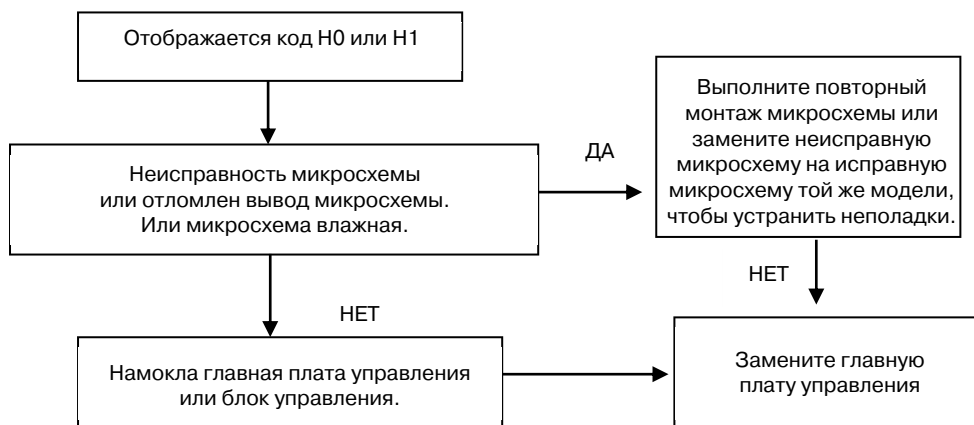 Отображается код H0 или H1
Неисправность микросхемы
или отломлен вывод микросхемы.
Или микросхема влажная.
ДА
Выполните повторный
монтаж микросхемы или
замените неисправную
микросхему на исправную
микросхему той же модели,
чтобы устранить неполадки.
НЕТ
НЕТ
Намокла главная плата управления
или блок управления.
Замените главную
плату управления